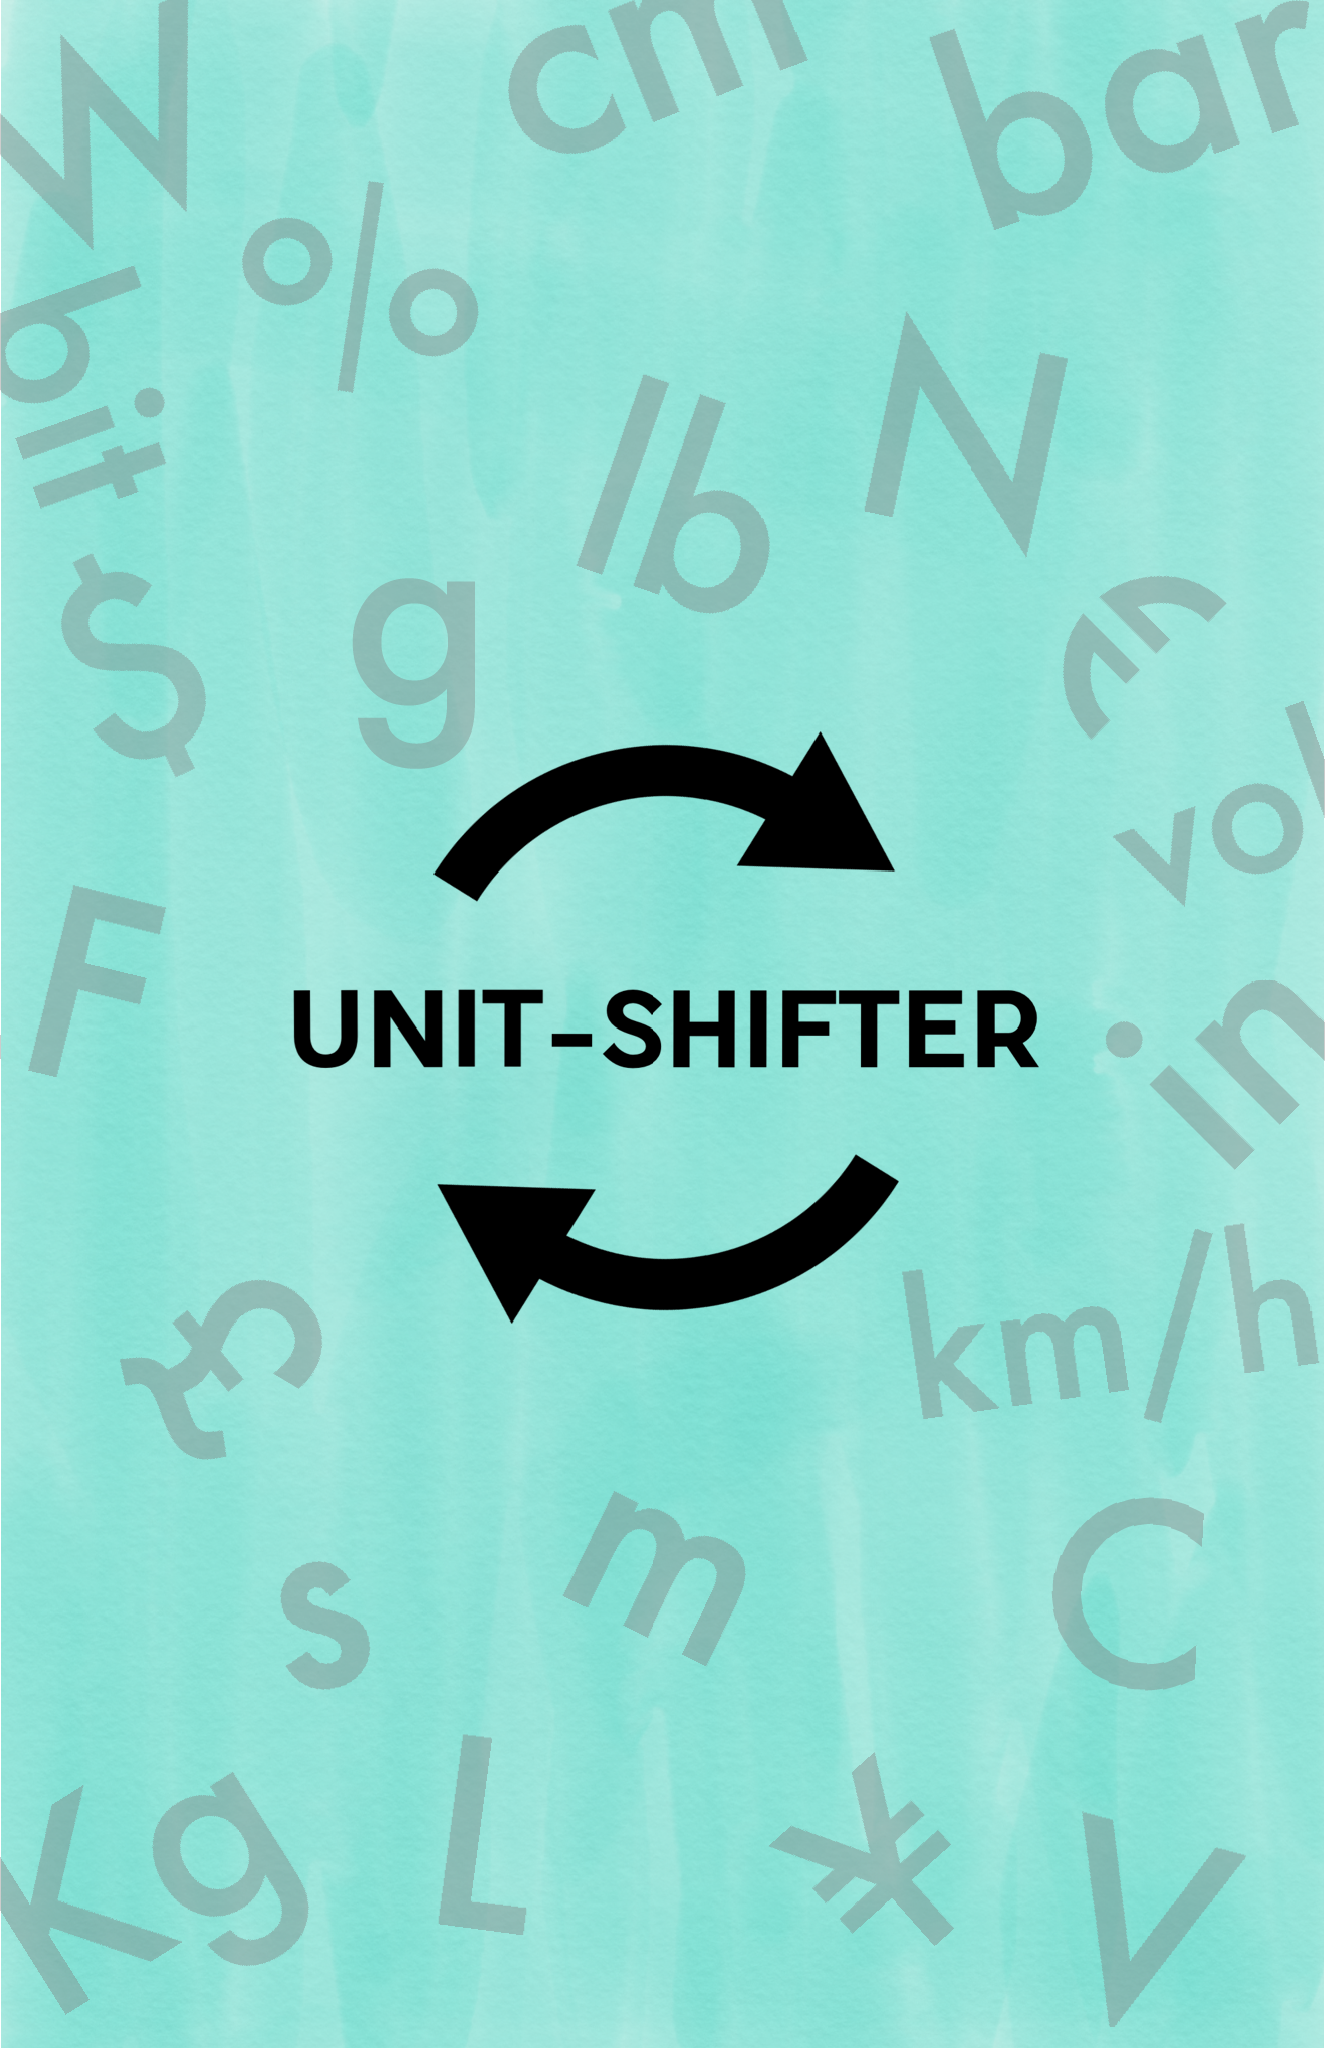 W
cm
bar
%
bit
lb
N
$
g
€
vol
F
UNIT-SHIFTER
in
£
km/h
s
m
C
Kg
L
¥
V